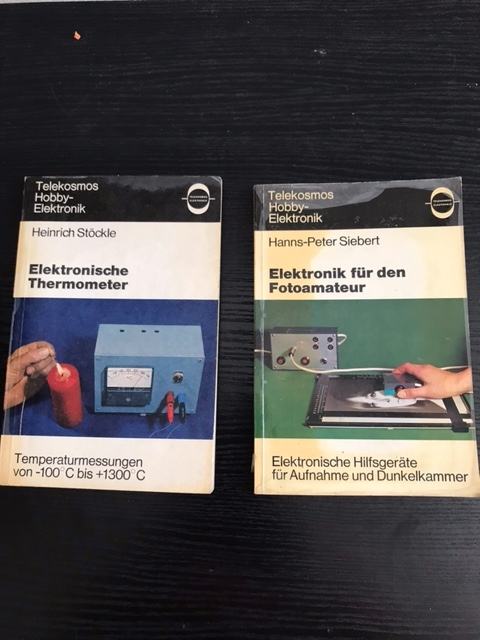 Telekosmos
Hobby-
Elektronik
Heinrich Stöckle
Elektronische
Thermometer
Temperaturmessungen
von -100°C bis +1300°C
Telekosmos
Hobby-
Elektronik
Hanns-Peter Siebert
Elektronik für den
Fotoamateur
Elektronische Hilfsgeräte
für Aufnahme und Dunkelkammer